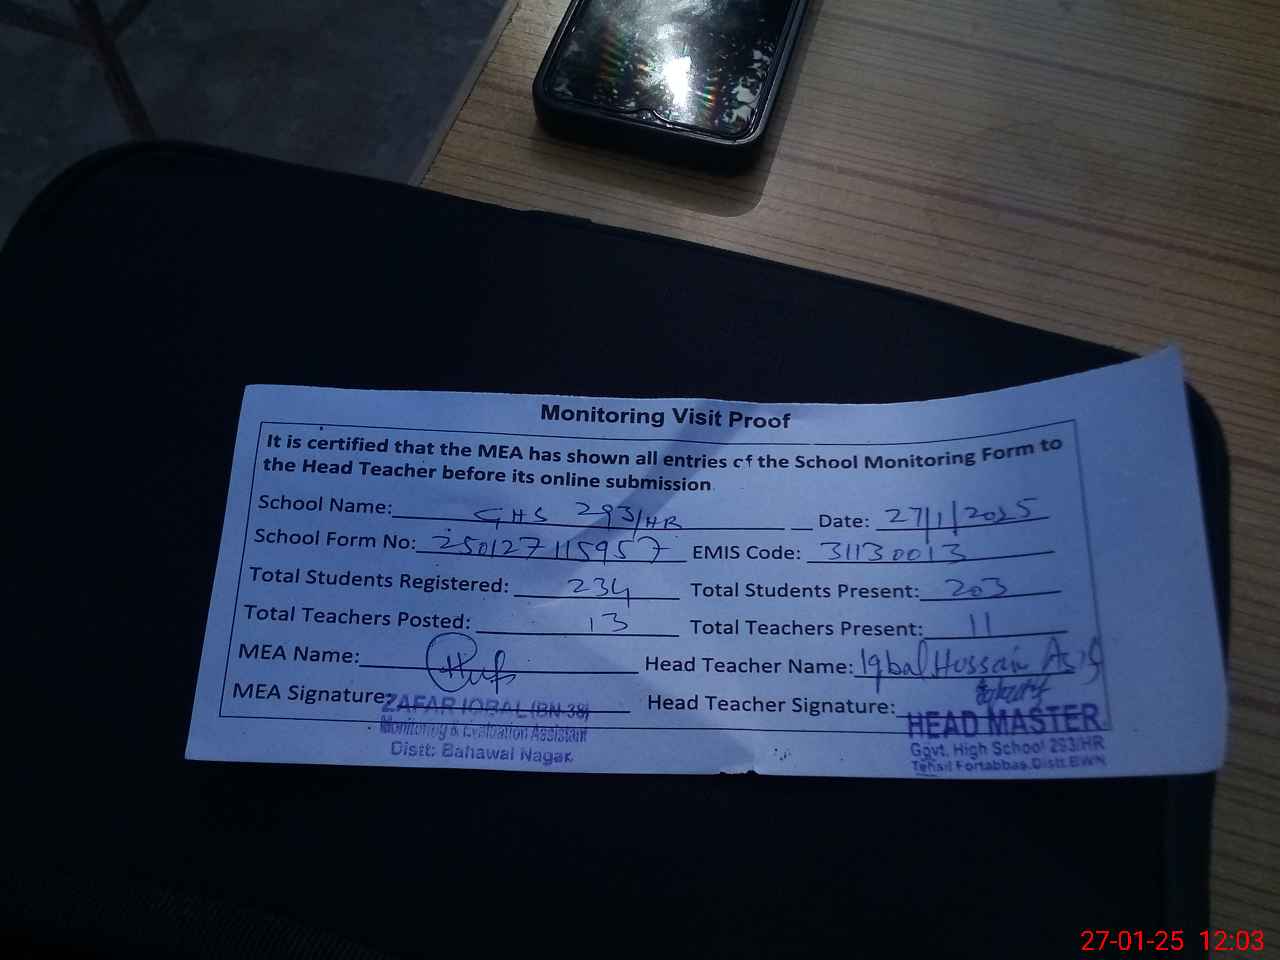 Monitoring Visit Proof
It is certified that the MEA has shown all entries of the School Monitoring Form to
the Head Teacher before its online submission
School Name: GHS 293/HR Date: 27/1/2025
School Form No: 250127115957 EMIS Code: 31130013
Total Students Registered: 234 Total Students Present: 203
Total Teachers Posted: 13 Total Teachers Present: 11
MEA Name: Head Teacher Name: Iqbal Hussain Asif
MEA Signature: Head Teacher Signature:
ZAFAR IQBAL (BN-38)
Monitoring & Evaluation Assistant
Distt: Bahawal Nagar.
HEAD MASTER
Govt. High School 293/HR
Tehsil Fortabbas.Distt.BWN
27-01-25 12:03